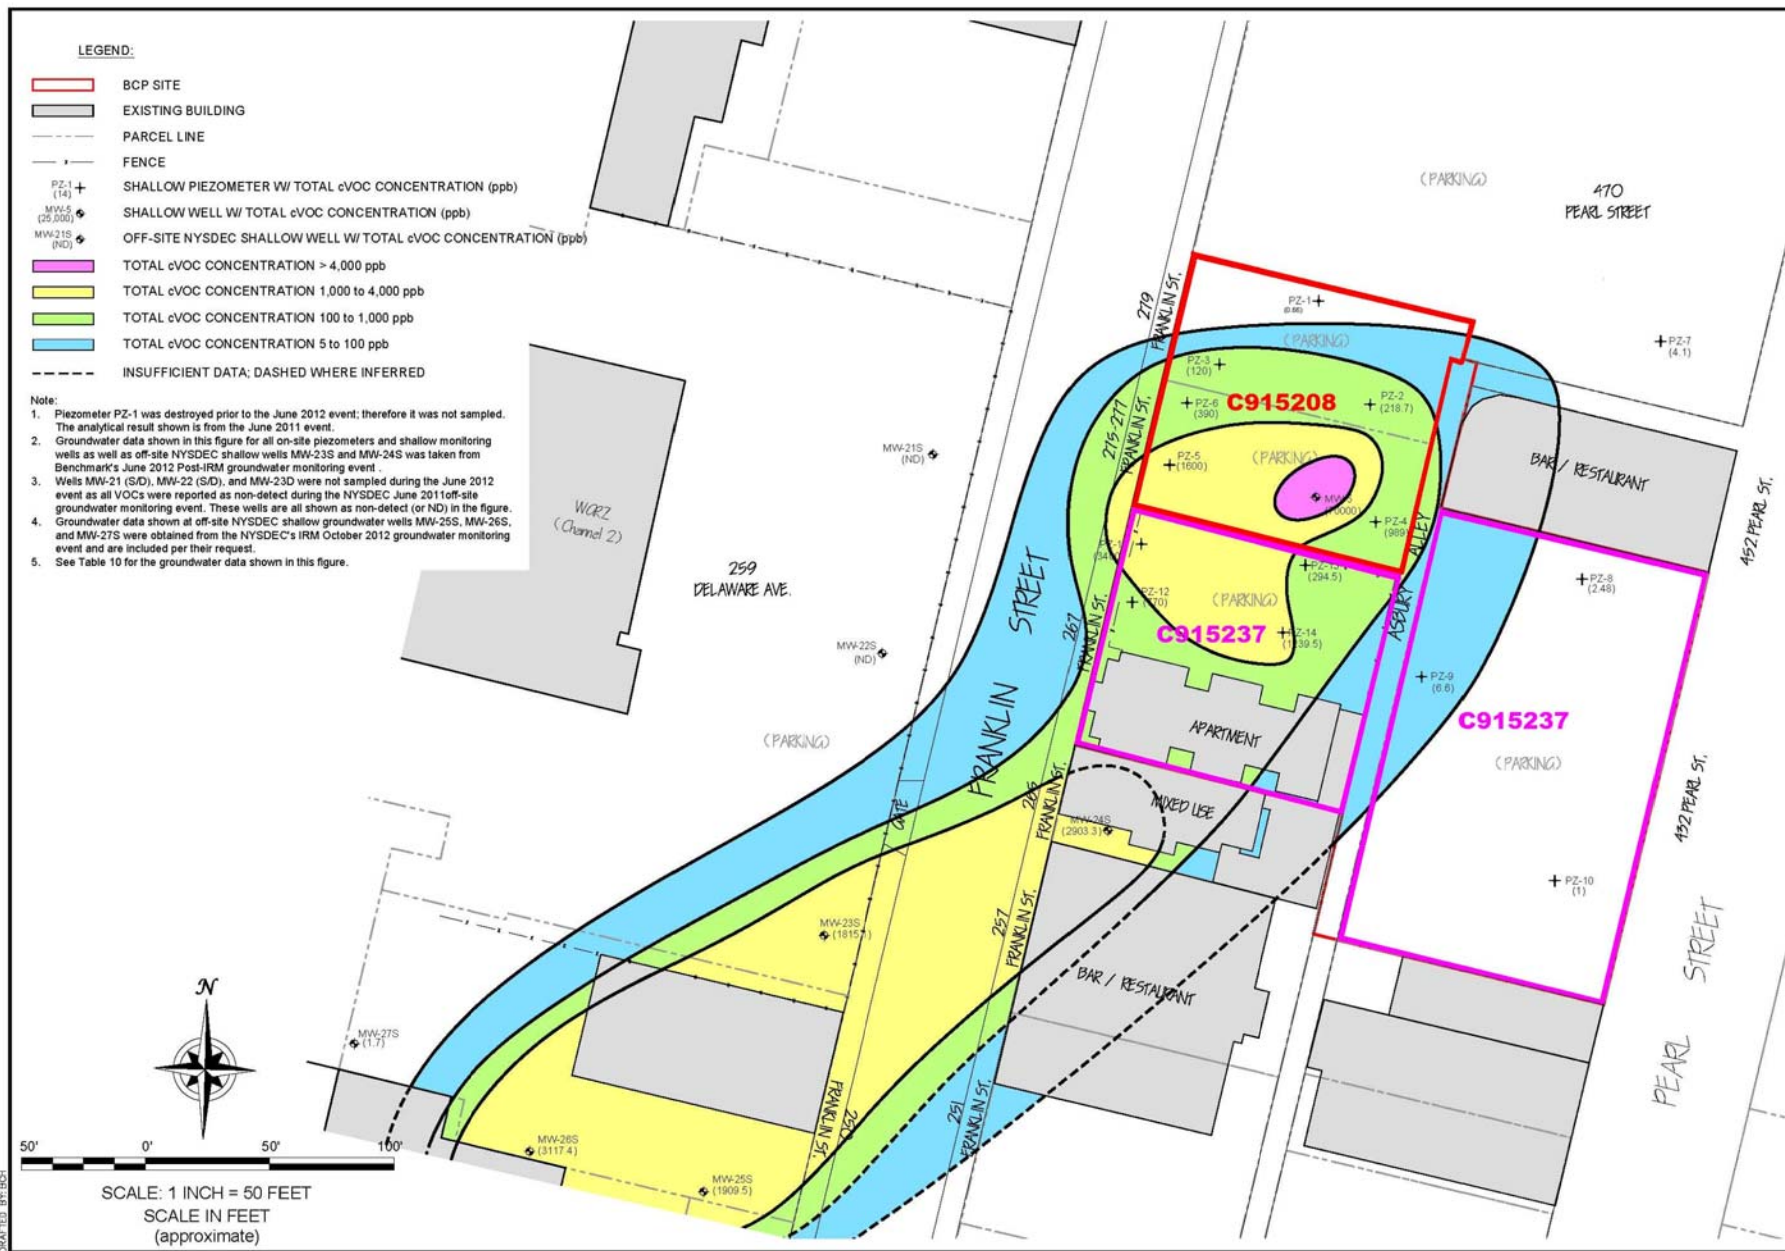 LEGEND:
BCP SITE
EXISTING BUILDING
PARCEL LINE
FENCE
PZ-1
(14)
SHALLOW PIEZOMETER W/ TOTAL cVOC CONCENTRATION (ppb)
MW-5
(25,000)
SHALLOW WELL W/ TOTAL cVOC CONCENTRATION (ppb)
MW-21S
(ND)
OFF-SITE NYSDEC SHALLOW WELL W/ TOTAL cVOC CONCENTRATION (ppb)
TOTAL cVOC CONCENTRATION > 4,000 ppb
TOTAL cVOC CONCENTRATION 1,000 to 4,000 ppb
TOTAL cVOC CONCENTRATION 100 to 1,000 ppb
TOTAL cVOC CONCENTRATION 5 to 100 ppb
INSUFFICIENT DATA; DASHED WHERE INFERRED
Note:
1. Piezometer PZ-1 was destroyed prior to the June 2012 event; therefore it was not sampled.
The analytical result shown is from the June 2011 event.
2. Groundwater data shown in this figure for all on-site piezometers and shallow monitoring
wells as well as off-site NYSDEC shallow wells MW-23S and MW-24S was taken from
Benchmark's June 2012 Post-IRM groundwater monitoring event .
3. Wells MW-21 (S/D), MW-22 (S/D), and MW-23D were not sampled during the June 2012
event as all VOCs were reported as non-detect during the NYSDEC June 2011off-site
groundwater monitoring event. These wells are all shown as non-detect (or ND) in the figure.
4. Groundwater data shown at off-site NYSDEC shallow groundwater wells MW-25S, MW-26S,
and MW-27S were obtained from the NYSDEC's IRM October 2012 groundwater monitoring
event and are included per their request.
5. See Table 10 for the groundwater data shown in this figure.
(PARKING)
470
PEARL STREET
279
FRANKLIN ST.
PZ-1
(0.66)
(PARKING)
PZ-7
(4.1)
PZ-3
(120)
PZ-6
(390)
C915208
PZ-2
(218.7)
275-277
FRANKLIN ST.
MW-21S
(ND)
PZ-5
(1600)
(PARKING)
BAR / RESTAURANT
PZ-4
(989)
452 PEARL ST.
WGRZ
(Channel 2)
259
DELAWARE AVE.
ASBURY ALLEY
(294.5)
PZ-8
(2.48)
PZ-12
(PARKING)
267
FRANKLIN ST.
C915237
PZ-14
MW-22S
(ND)
PZ-9
(6.6)
FRANKLIN STREET
C915237
APARTMENT
(PARKING)
(PARKING)
432 PEARL ST.
FRANKLIN ST.
MIXED USE
GATE
MW-24S
(2903.3)
PZ-10
(1)
MW-23S
257
FRANKLIN ST.
PEARL STREET
BAR / RESTAURANT
MW-27S
(1.7)
N
251
FRANKLIN ST.
FRANKLIN ST.
MW-26S
(3117.4)
MW-25S
(1909.5)
50' 0' 50' 100'
SCALE: 1 INCH = 50 FEET
SCALE IN FEET
(approximate)
DRAFTED BY: BCH